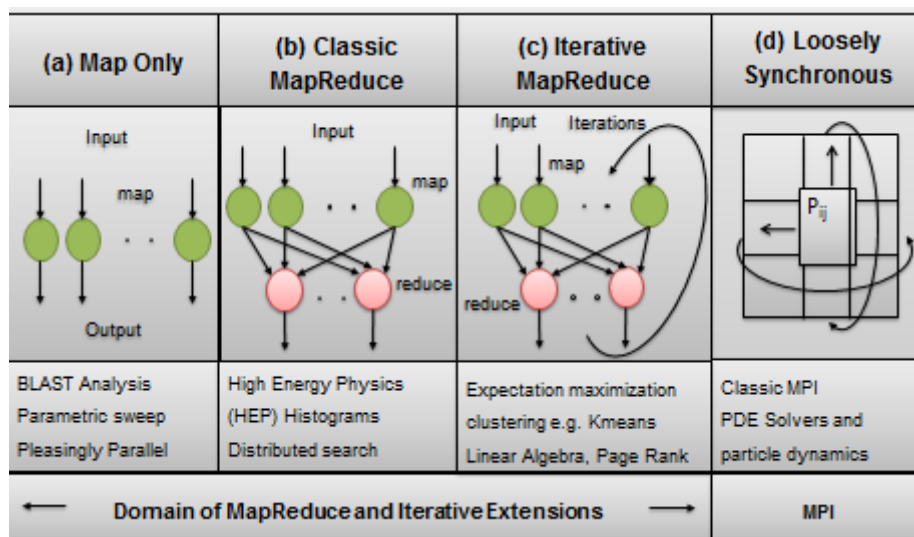 (a) Map Only
(b) Classic
MapReduce
(c) Iterative
MapReduce
(d) Loosely
Synchronous
Input
map
Output
Input
map
reduce
Input
Iterations
map
reduce
Pij
BLAST Analysis
Parametric sweep
Pleasingly Parallel
High Energy Physics
(HEP) Histograms
Distributed search
Expectation maximization
clustering e.g. Kmeans
Linear Algebra, Page Rank
Classic MPI
PDE Solvers and
particle dynamics
Domain of MapReduce and Iterative Extensions
MPI